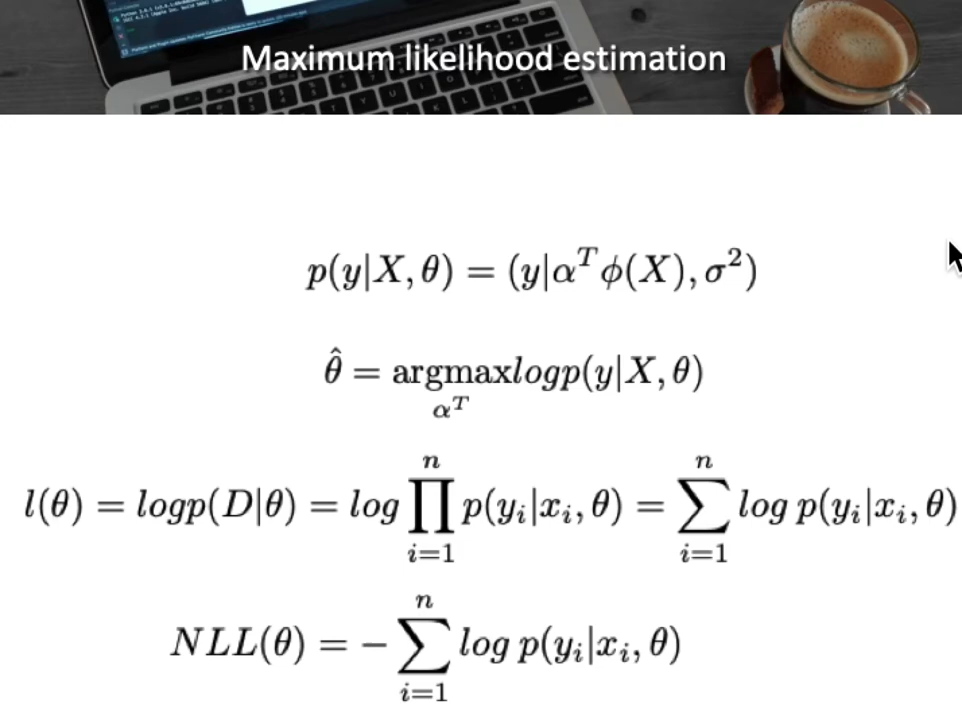 Maximum likelihood estimation
p(y|X, θ) = (y|α^T ϕ(X), σ²)
θ̂ = argmax_{α^T} logp(y|X, θ)
l(θ) = logp(D|θ) = log ∏_{i=1}^{n} p(y_i|x_i, θ) = ∑_{i=1}^{n} log p(y_i|x_i, θ)
NLL(θ) = − ∑_{i=1}^{n} log p(y_i|x_i, θ)